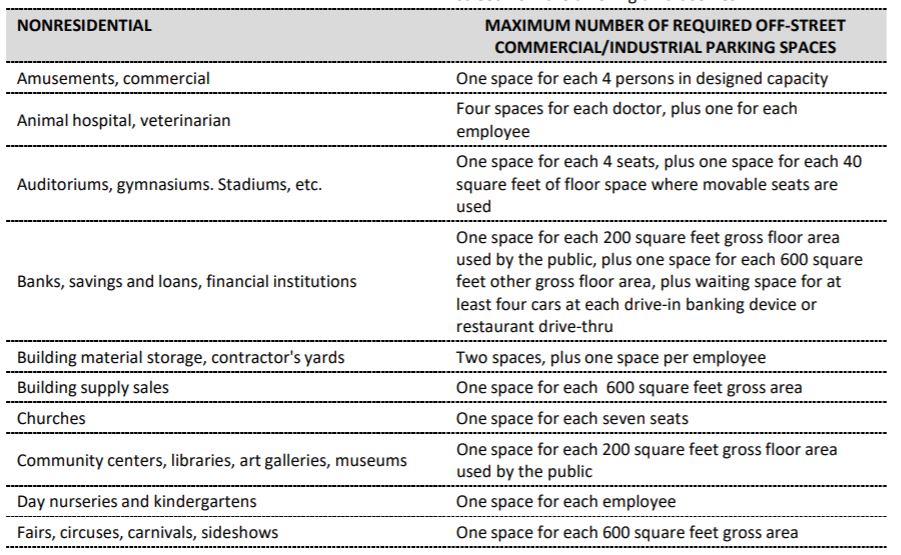 NONRESIDENTIAL
MAXIMUM NUMBER OF REQUIRED OFF-STREET
COMMERCIAL/INDUSTRIAL PARKING SPACES
Amusements, commercial
One space for each 4 persons in designed capacity
Animal hospital, veterinarian
Four spaces for each doctor, plus one for each
employee
Auditoriums, gymnasiums. Stadiums, etc.
One space for each 4 seats, plus one space for each 40
square feet of floor space where movable seats are
used
Banks, savings and loans, financial institutions
One space for each 200 square feet gross floor area
used by the public, plus one space for each 600 square
feet other gross floor area, plus waiting space for at
least four cars at each drive-in banking device or
restaurant drive-thru
Building material storage, contractor's yards
Two spaces, plus one space per employee
Building supply sales
One space for each  600 square feet gross area
Churches
One space for each seven seats
Community centers, libraries, art galleries, museums
One space for each 200 square feet gross floor area
used by the public
Day nurseries and kindergartens
One space for each employee
Fairs, circuses, carnivals, sideshows
One space for each 600 square feet gross area